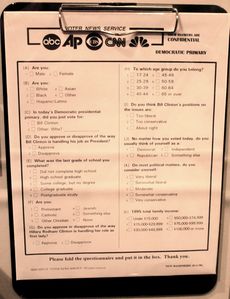 VOTER NEWS SERVICE
abc AP CBS CNN
CONFIDENTIAL
DEMOCRATIC PRIMARY
[A] Are you:
Male Female
[B] Are you:
White Asian
Black Other
Hispanic/Latino
[C] In today's Democratic presidential
primary, did you just vote for:
Bill Clinton
Other: Who?
[D] Do you approve or disapprove of the way
Bill Clinton is handling his job as President?
Approve
Disapprove
[E] What was the last grade of school you
completed?
Did not complete high school
High school graduate
Some college, but no degree
College graduate
Postgraduate study
[F] Are you:
Protestant Jewish
Catholic Something else
Other Christian None
[G] Do you approve or disapprove of the way
Hillary Rodham Clinton is handling her role as
first lady?
Approve Disapprove
To which age group do you belong?
17-24 45-49
25-29 50-59
30-39 60-64
40-44 65 or over
Do you think Bill Clinton's positions on
the issues are:
Too liberal
Too conservative
About right
No matter how you voted today, do you
usually think of yourself as a:
Democrat Independent
Republican Something else
On most political matters, do you
consider yourself:
Very liberal
Somewhat liberal
Moderate
Somewhat conservative
Very conservative
1995 total family income:
Please fold the questionnaire and put it in the box. Thank you.